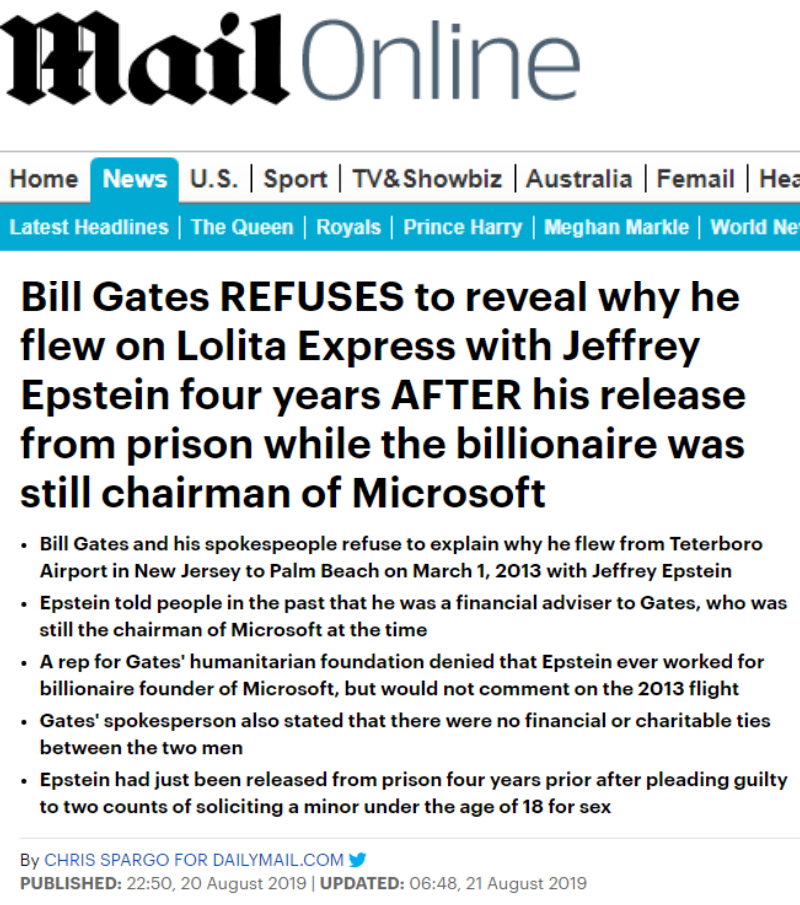 Mail Online
Home News U.S. | Sport | TV&Showbiz | Australia | Femail | Hea
Latest Headlines | The Queen | Royals | Prince Harry | Meghan Markle | World Ne
Bill Gates REFUSES to reveal why he
flew on Lolita Express with Jeffrey
Epstein four years AFTER his release
from prison while the billionaire was
still chairman of Microsoft
• Bill Gates and his spokespeople refuse to explain why he flew from Teterboro
Airport in New Jersey to Palm Beach on March 1, 2013 with Jeffrey Epstein
• Epstein told people in the past that he was a financial adviser to Gates, who was
still the chairman of Microsoft at the time
• A rep for Gates' humanitarian foundation denied that Epstein ever worked for
billionaire founder of Microsoft, but would not comment on the 2013 flight
• Gates' spokesperson also stated that there were no financial or charitable ties
between the two men
• Epstein had just been released from prison four years prior after pleading guilty
to two counts of soliciting a minor under the age of 18 for sex
By CHRIS SPARGO FOR DAILYMAIL.COM
PUBLISHED: 22:50, 20 August 2019 | UPDATED: 06:48, 21 August 2019